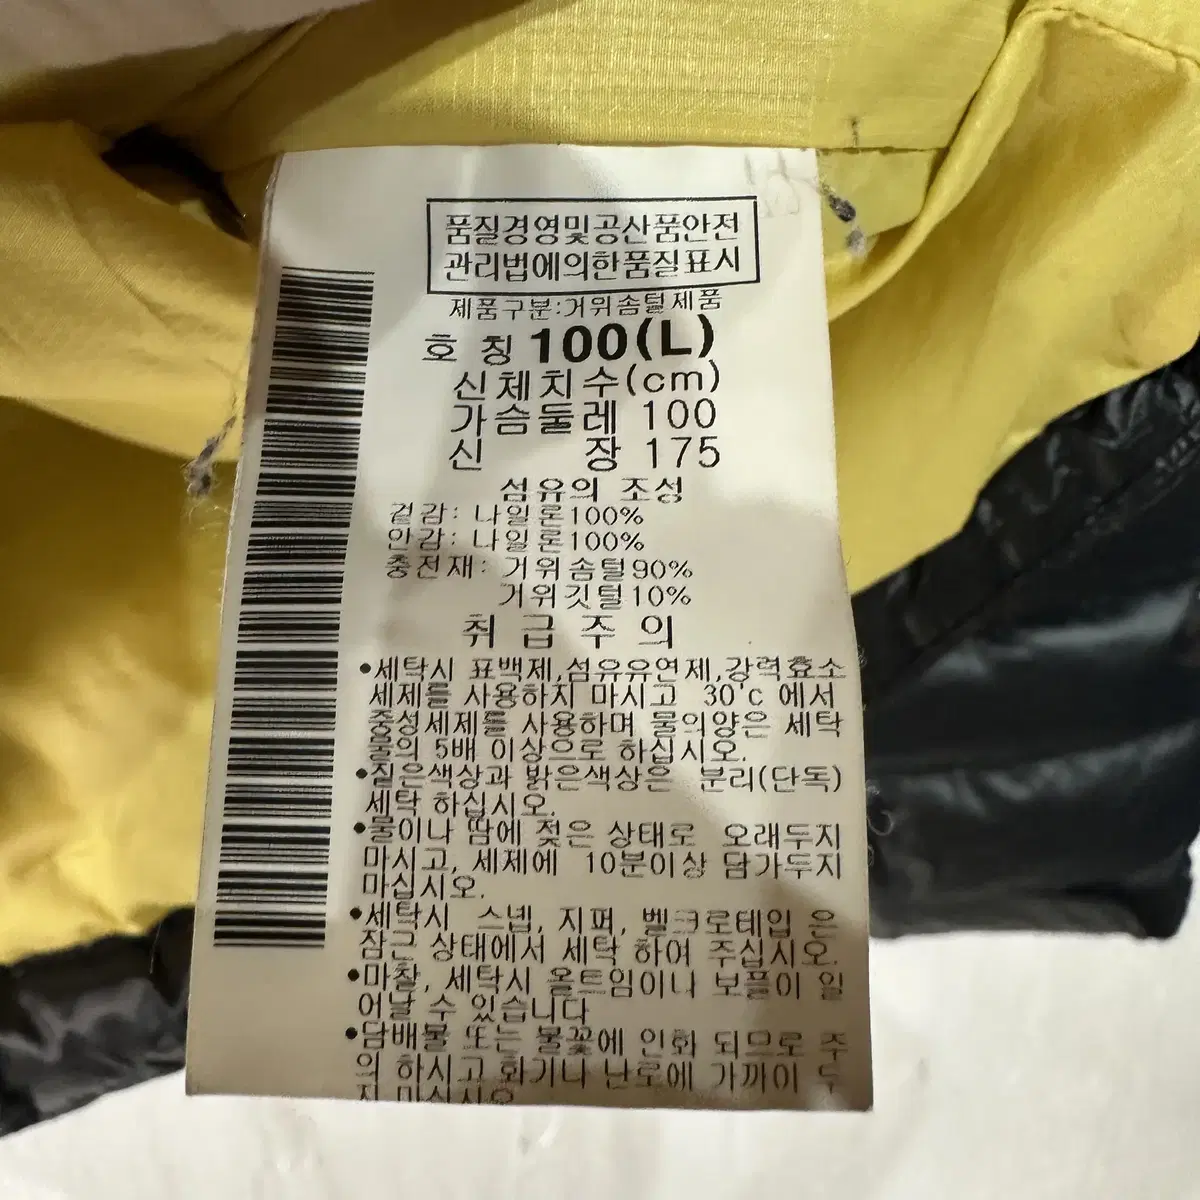 품질경영및공산품안전
관리법에의한품질표시
제품구분:거위솜털제품
호 칭 100(L)
신체치수(cm)
가슴둘레 100
신 장 175
섬유의 조성
겉감: 나일론100%
안감: 나일론100%
충전재: 거위솜털90%
거위깃털10%
취급주의
•세탁시 표백제,섬유유연제,강력효소
세제를 사용하지 마시고 30'c 에서
중성세제를 사용하며 물의양은 세탁
물의 5배 이상으로 하십시오.
•짙은색상과 밝은색상은 분리(단독)
세탁 하십시오.
•물이나 땀에 젖은 상태로 오래두지
마시고, 세제에 10분이상 담가두지
마십시오.
•세탁시 스냅, 지퍼, 벨크로테입 은
잠근 상태에서 세탁 하여 주십시오.
•마찰, 세탁시 올트임이나 보플이 일
어날 수 있습니다
•담배불 또는 불꽃에 인화 되므로 주
의 하시고 화기나 난로에 가까이 두
지 마십시오